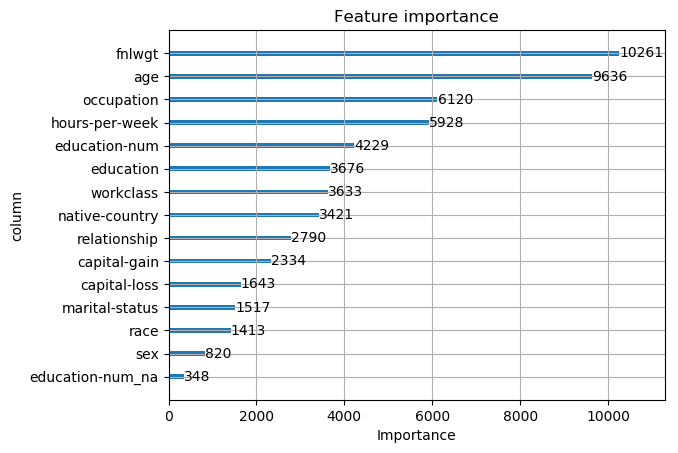 Feature importance
fnlwgt 10261
age 9636
occupation 6120
hours-per-week 5928
education-num 4229
education 3676
workclass 3633
native-country 3421
relationship 2790
capital-gain 2334
capital-loss 1643
marital-status 1517
race 1413
sex 820
education-num_na 348
column
0 2000 4000 6000 8000 10000
Importance